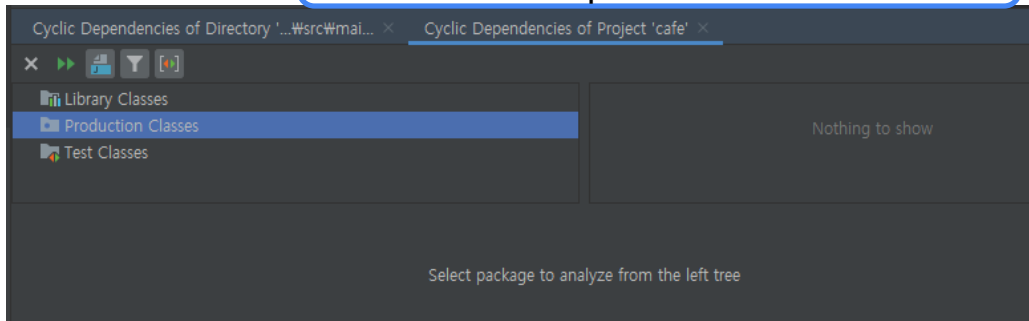 Cyclic Dependencies of Directory '...₩src₩mai... Cyclic Dependencies of Project 'cafe'
Library Classes
Production Classes
Test Classes
Nothing to show
Select package to analyze from the left tree